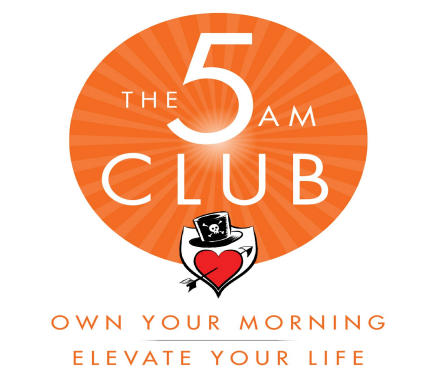 THE 5 AM
CLUB
OWN YOUR MORNING
ELEVATE YOUR LIFE